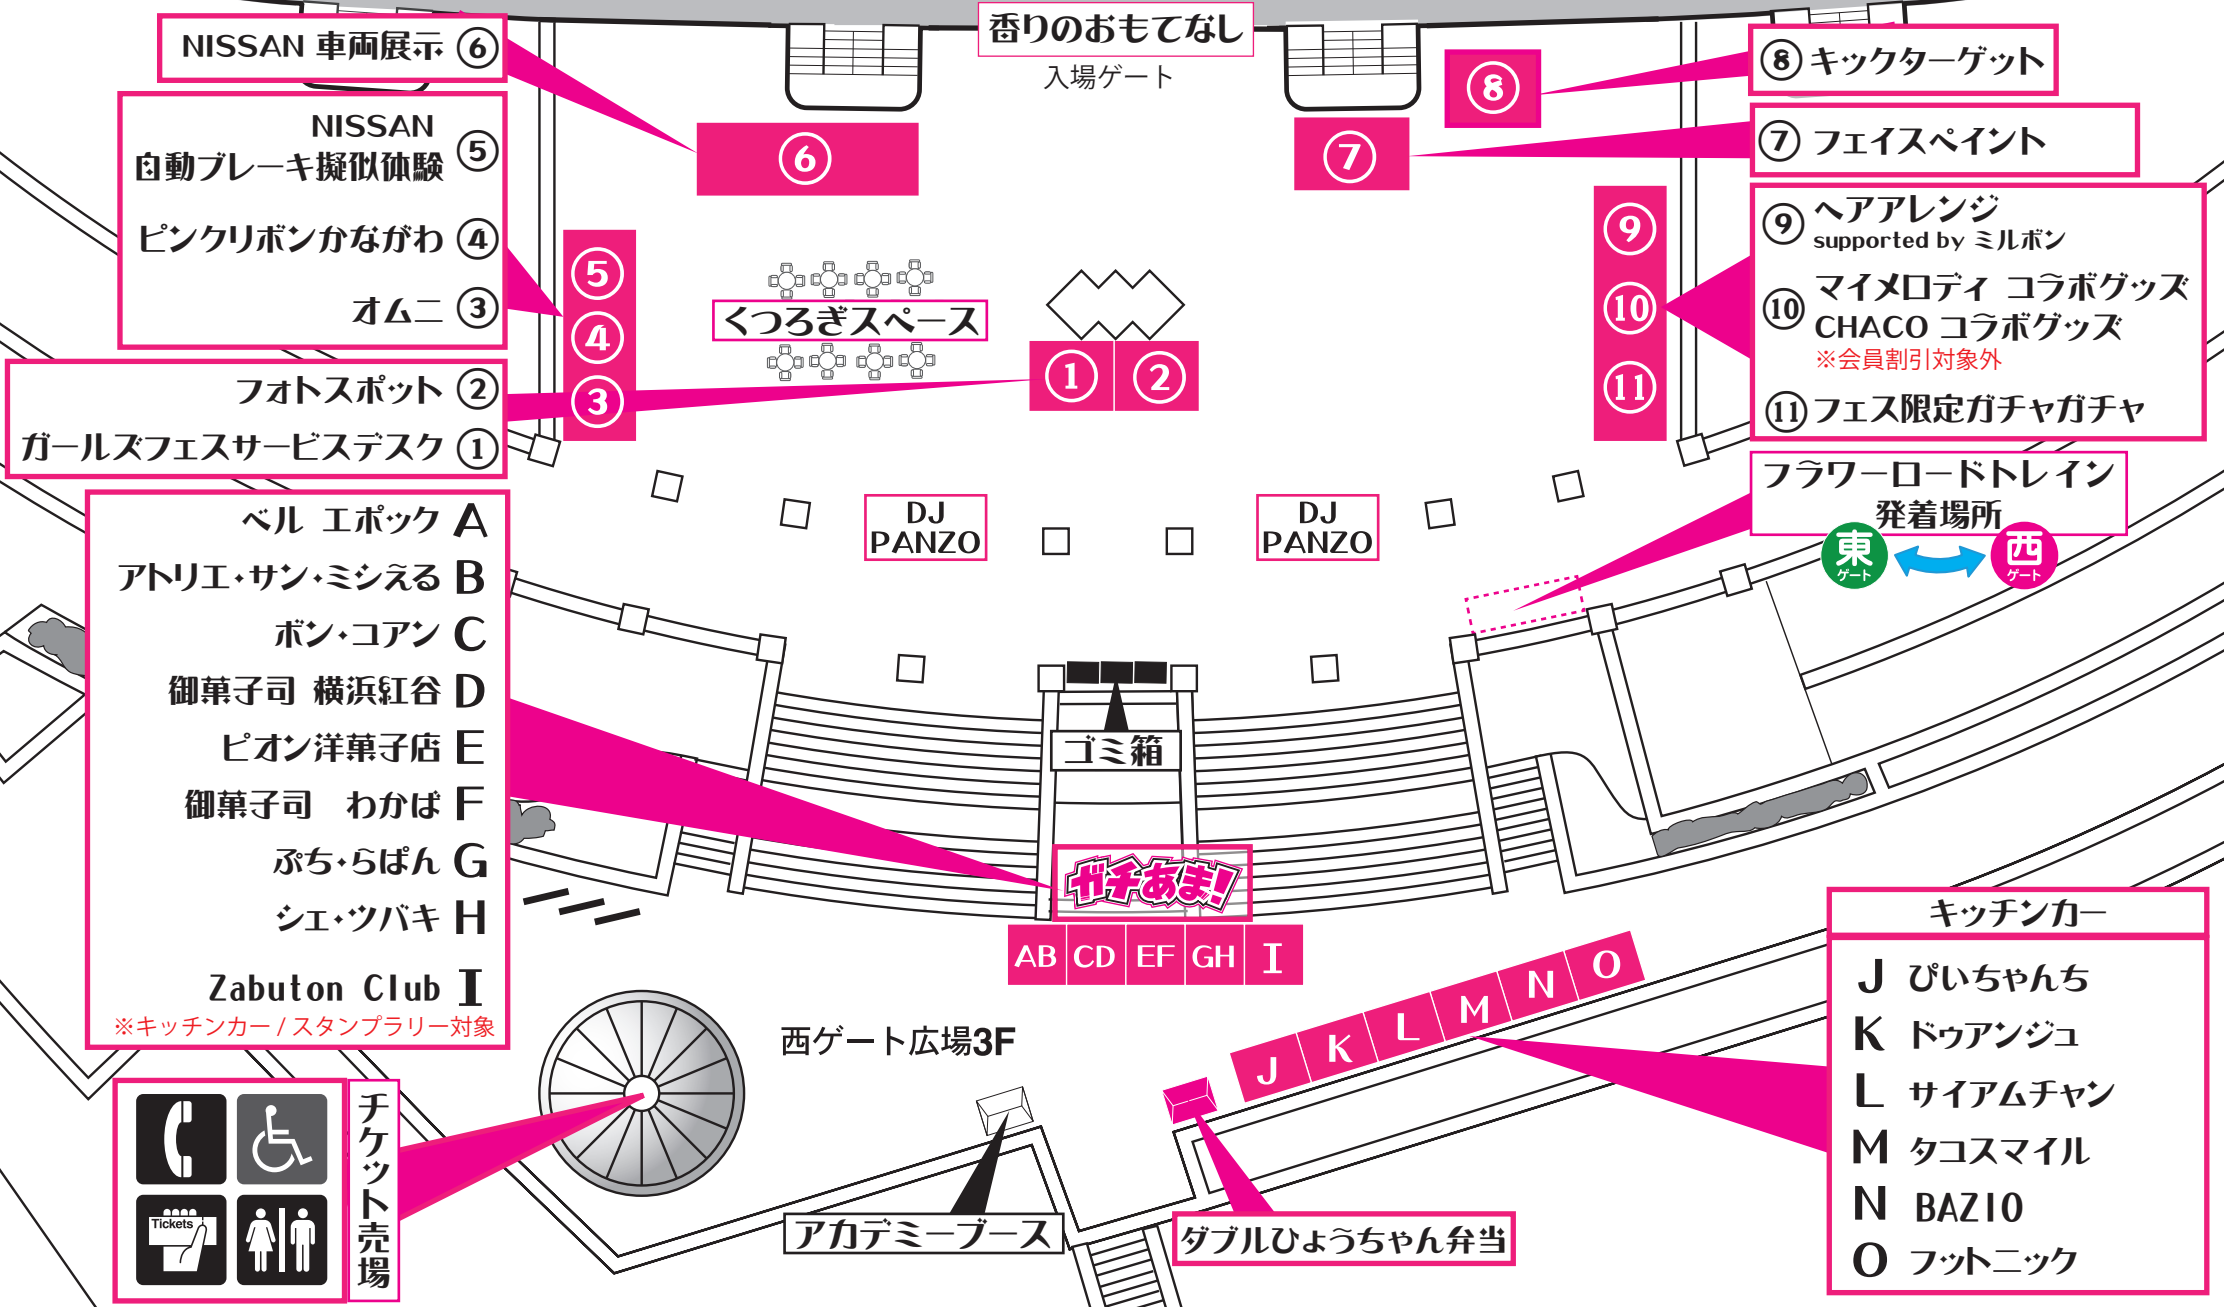 香りのおもてなし
入場ゲート
NISSAN 車両展示 ⑥
NISSAN
自動ブレーキ擬似体験 ⑤
ピンクリボンかながわ ④
オムニ ③
フォトスポット ②
ガールズフェスサービスデスク ①
⑧ キックターゲット
⑦ フェイスペイント
⑨ ヘアアレンジ
supported by ミルボン
⑩ マイメロディ コラボグッズ
CHACO コラボグッズ
※会員割引対象外
⑪ フェス限定ガチャガチャ
⑥
⑦
⑧
⑤
④
③
⑨
⑩
⑪
くつろぎスペース
① ②
フラワーロードトレイン
発着場所
東
ゲート
西
ゲート
DJ
PANZO
DJ
PANZO
ベル エポック A
アトリエ・サン・ミシえる B
ボン・コアン C
御菓子司 横浜紅谷 D
ピオン洋菓子店 E
御菓子司 わかば F
ぷち・らぱん G
シェ・ツバキ H
Zabuton Club I
※キッチンカー / スタンプラリー対象
ゴミ箱
ガチあま!
AB CD EF GH I
西ゲート広場3F
J K L M N O
キッチンカー
J ぴいちゃんち
K ドゥアンジュ
L サイアムチャン
M タコスマイル
N BAZIO
O フットニック
Tickets
チケット売場
アカデミーブース
ダブルひょうちゃん弁当